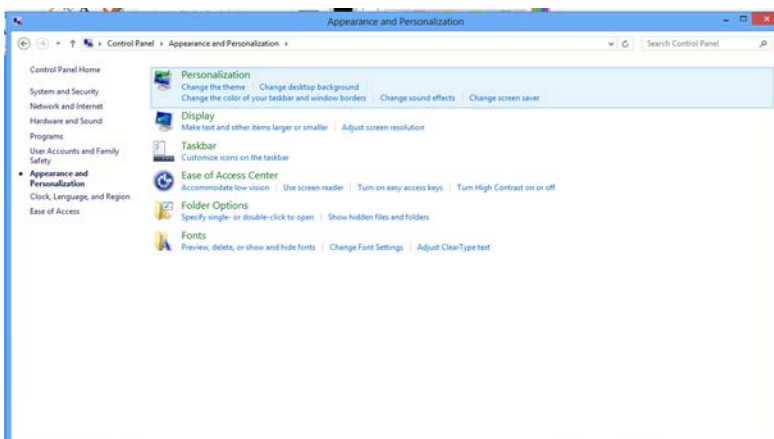 Appearance and Personalization
Control Panel › Appearance and Personalization ›
Search Control Panel
Control Panel Home
System and Security
Network and Internet
Hardware and Sound
Programs
User Accounts and Family
Safety
Appearance and
Personalization
Clock, Language, and Region
Ease of Access
Personalization
Change the theme | Change desktop background
Change the color of your taskbar and window borders | Change sound effects | Change screen saver
Display
Make text and other items larger or smaller | Adjust screen resolution
Taskbar
Customize icons on the taskbar
Ease of Access Center
Accommodate low vision | Use screen reader | Turn on easy access keys | Turn High Contrast on or off
Folder Options
Specify single- or double-click to open | Show hidden files and folders
Fonts
Preview, delete, or show and hide fonts | Change Font Settings | Adjust ClearType text